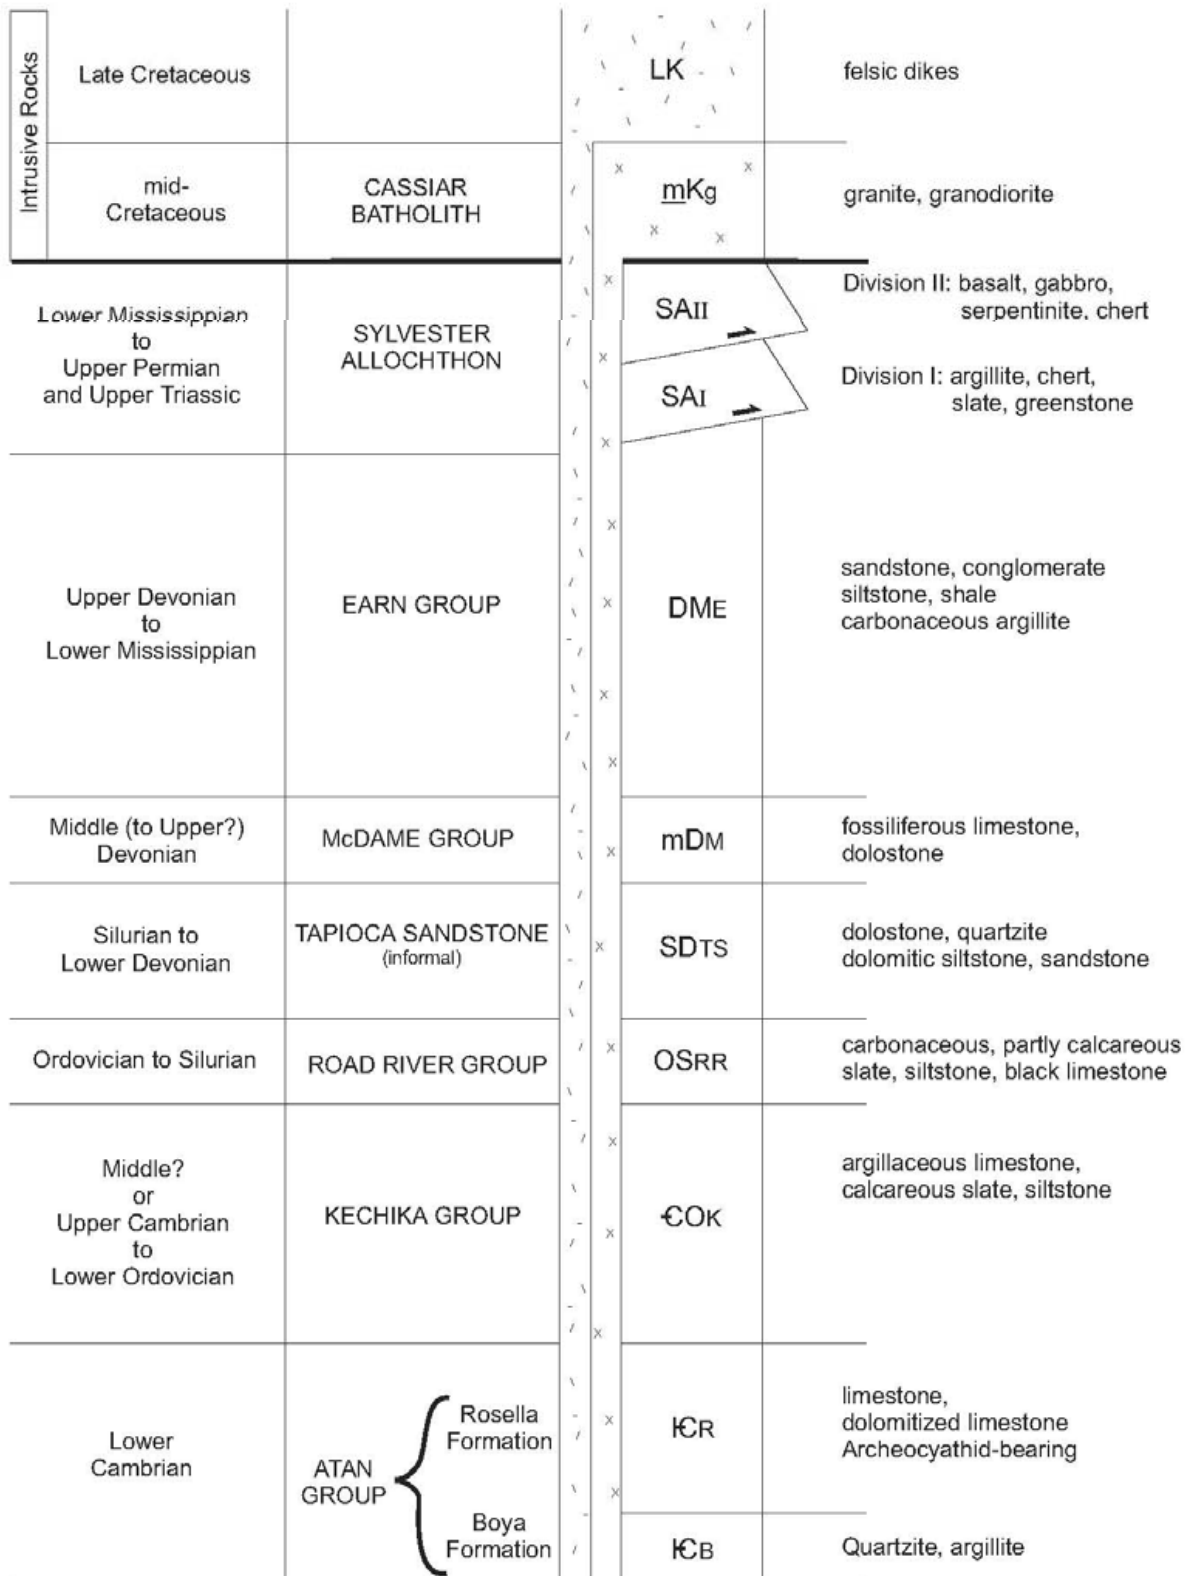 Intrusive Rocks
Late Cretaceous
LK
felsic dikes
mid-
Cretaceous
CASSIAR
BATHOLITH
mKg
granite, granodiorite
Lower Mississippian
to
Upper Permian
and Upper Triassic
SYLVESTER
ALLOCHTHON
SAII
Division II: basalt, gabbro,
serpentinite, chert
SAI
Division I: argillite, chert,
slate, greenstone
Upper Devonian
to
Lower Mississippian
EARN GROUP
DME
sandstone, conglomerate
siltstone, shale
carbonaceous argillite
Middle (to Upper?)
Devonian
McDAME GROUP
mDM
fossiliferous limestone,
dolostone
Silurian to
Lower Devonian
TAPIOCA SANDSTONE
(informal)
SDTS
dolostone, quartzite
dolomitic siltstone, sandstone
Ordovician to Silurian
ROAD RIVER GROUP
OSRR
carbonaceous, partly calcareous
slate, siltstone, black limestone
Middle?
or
Upper Cambrian
to
Lower Ordovician
KECHIKA GROUP
ЄOK
argillaceous limestone,
calcareous slate, siltstone
Lower
Cambrian
ATAN
GROUP
Rosella
Formation
lЄR
limestone,
dolomitized limestone
Archeocyathid-bearing
Boya
Formation
lЄB
Quartzite, argillite